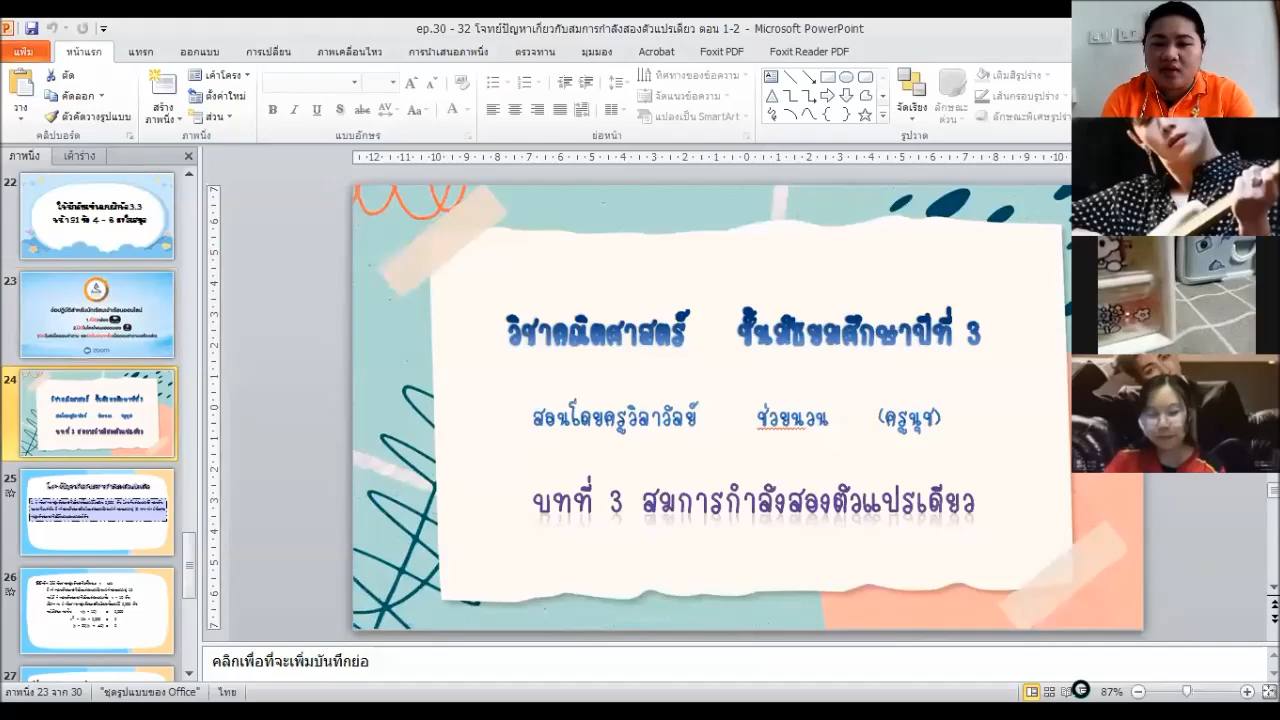 ep.30 - 32 โจทย์ปัญหาเกี่ยวกับสมการกำลังสองตัวแปรเดียว ตอน 1-2 - Microsoft PowerPoint
แฟ้ม หน้าแรก แทรก ออกแบบ การเปลี่ยน ภาพเคลื่อนไหว การนำเสนอภาพนิ่ง ตรวจทาน มุมมอง Acrobat Foxit PDF Foxit Reader PDF
วาง ตัด คัดลอก ตัวคัดวางรูปแบบ
คลิปบอร์ด
สร้างภาพนิ่ง เค้าโครง ตั้งค่าใหม่ ส่วน
ภาพนิ่ง
B I U S abc AV Aa A
แบบอักษร
ทิศทางของข้อความ
จัดแนวข้อความ
แปลงเป็น SmartArt
ย่อหน้า
จัดเรียง ลักษณะด่วน
เติมสีรูปร่าง
เส้นกรอบรูปร่าง
ลักษณะพิเศษรูปร่าง
รูปวาด
ภาพนิ่ง เค้าร่าง
22
23
zoom
24
25
26
27
วิชาคณิตศาสตร์ ชั้นมัธยมศึกษาปีที่ 3
สอนโดยครูวิลาวัลย์ ช่วยนวน (ครูนุช)
บทที่ 3 สมการกำลังสองตัวแปรเดียว
คลิกเพื่อที่จะเพิ่มบันทึกย่อ
ภาพนิ่ง 23 จาก 30 "ชุดรูปแบบของ Office" ไทย 87%